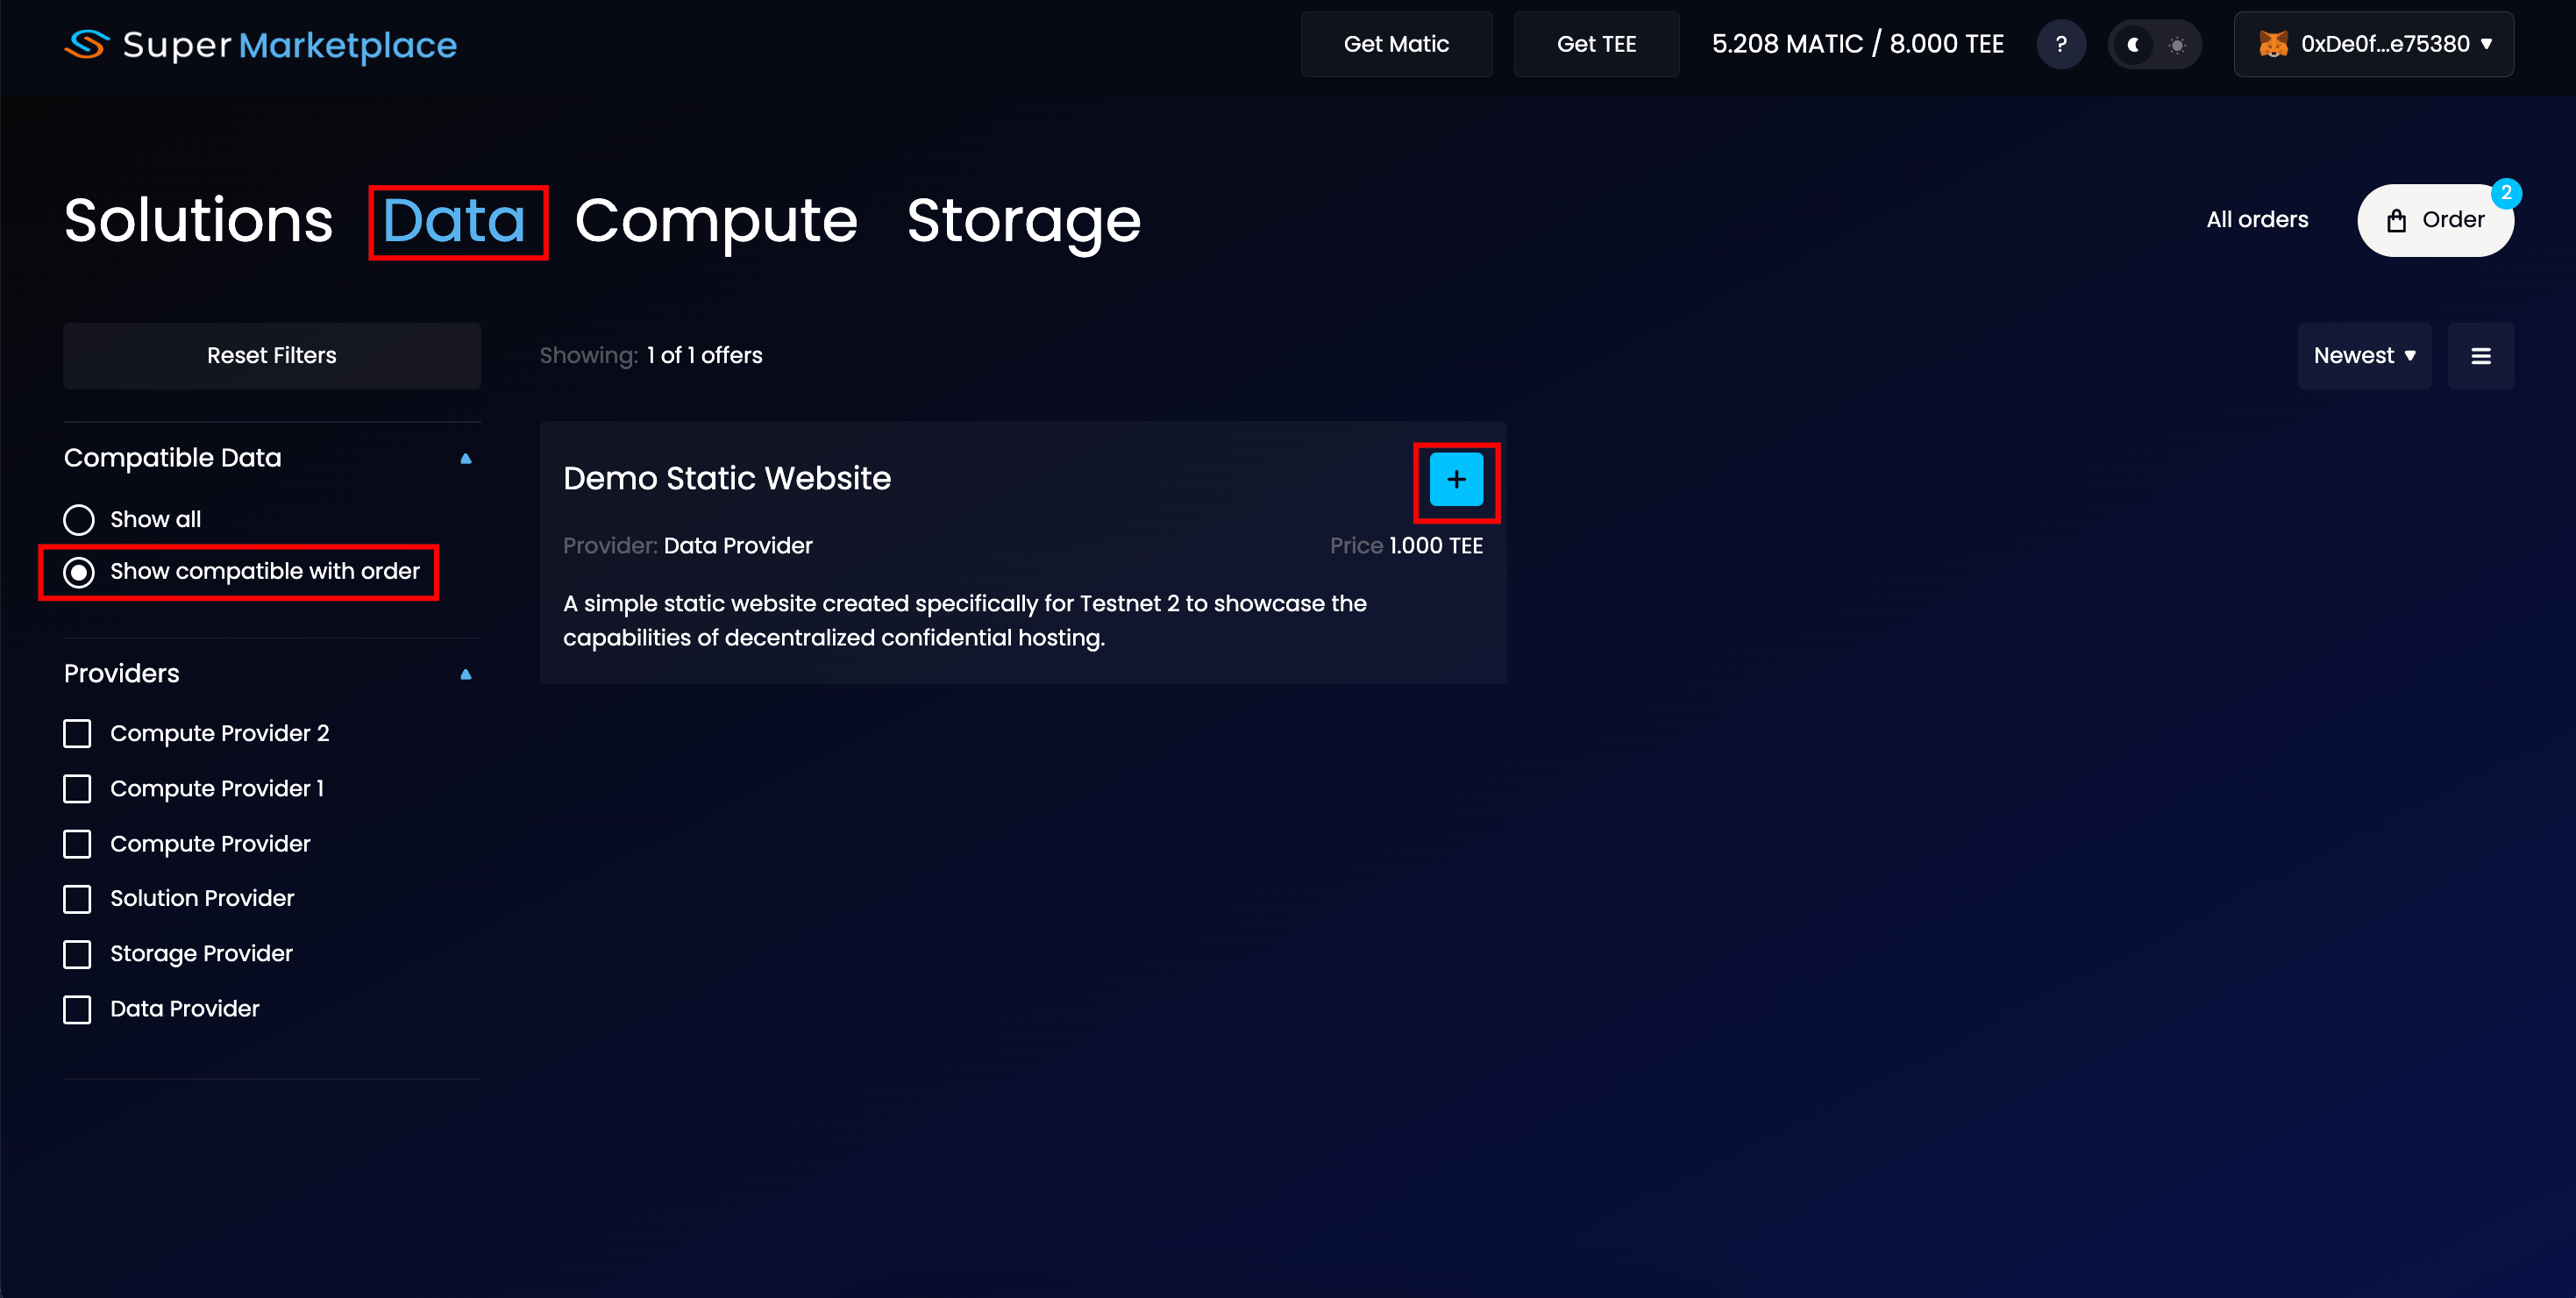 Super Marketplace
Get Matic
Get TEE
5.208 MATIC / 8.000 TEE
?
0xDe0f...e75380
Solutions
Data
Compute
Storage
All orders
Order
2
Reset Filters
Showing: 1 of 1 offers
Newest
Compatible Data
Show all
Show compatible with order
Providers
Compute Provider 2
Compute Provider 1
Compute Provider
Solution Provider
Storage Provider
Data Provider
Demo Static Website
+
Provider: Data Provider
Price 1.000 TEE
A simple static website created specifically for Testnet 2 to showcase the
capabilities of decentralized confidential hosting.